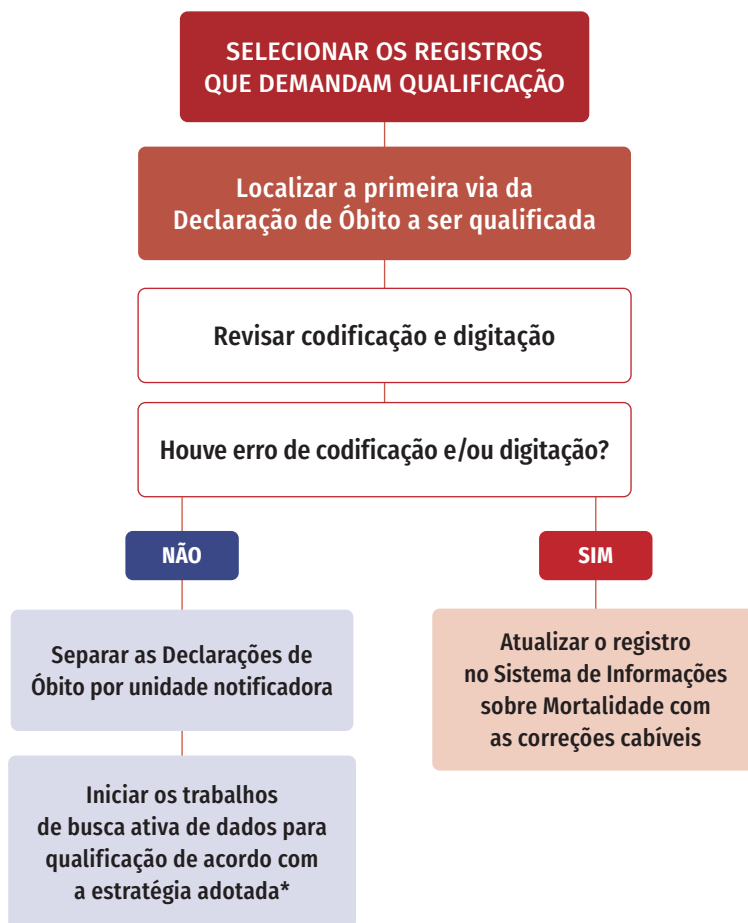 SELECIONAR OS REGISTROS
QUE DEMANDAM QUALIFICAÇÃO
Localizar a primeira via da
Declaração de Óbito a ser qualificada
Revisar codificação e digitação
Houve erro de codificação e/ou digitação?
NÃO
SIM
Separar as Declarações de
Óbito por unidade notificadora
Atualizar o registro
no Sistema de Informações
sobre Mortalidade com
as correções cabíveis
Iniciar os trabalhos
de busca ativa de dados para
qualificação de acordo com
a estratégia adotada*